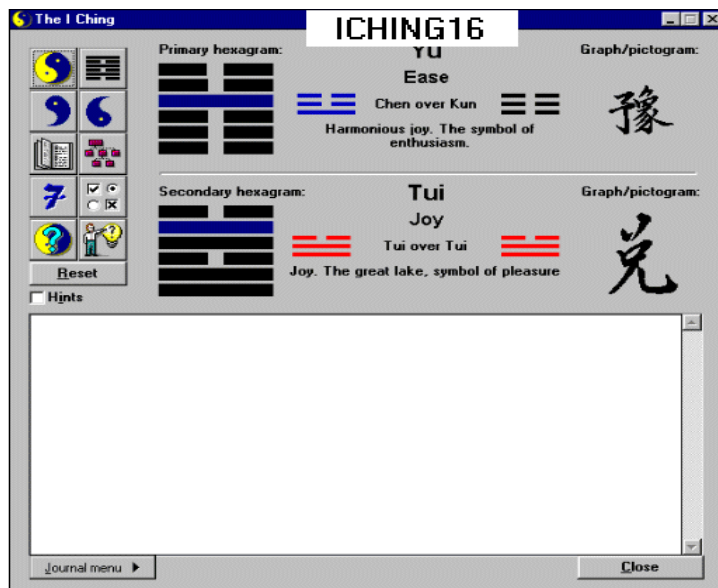 The I Ching
ICHING16
Primary hexagram:
Yu
Graph/pictogram:
Ease
Chen over Kun
豫
Harmonious joy. The symbol of
enthusiasm.
Secondary hexagram:
Tui
Graph/pictogram:
Joy
Tui over Tui
兌
Joy. The great lake, symbol of pleasure
7
Reset
Hints
Journal menu
Close